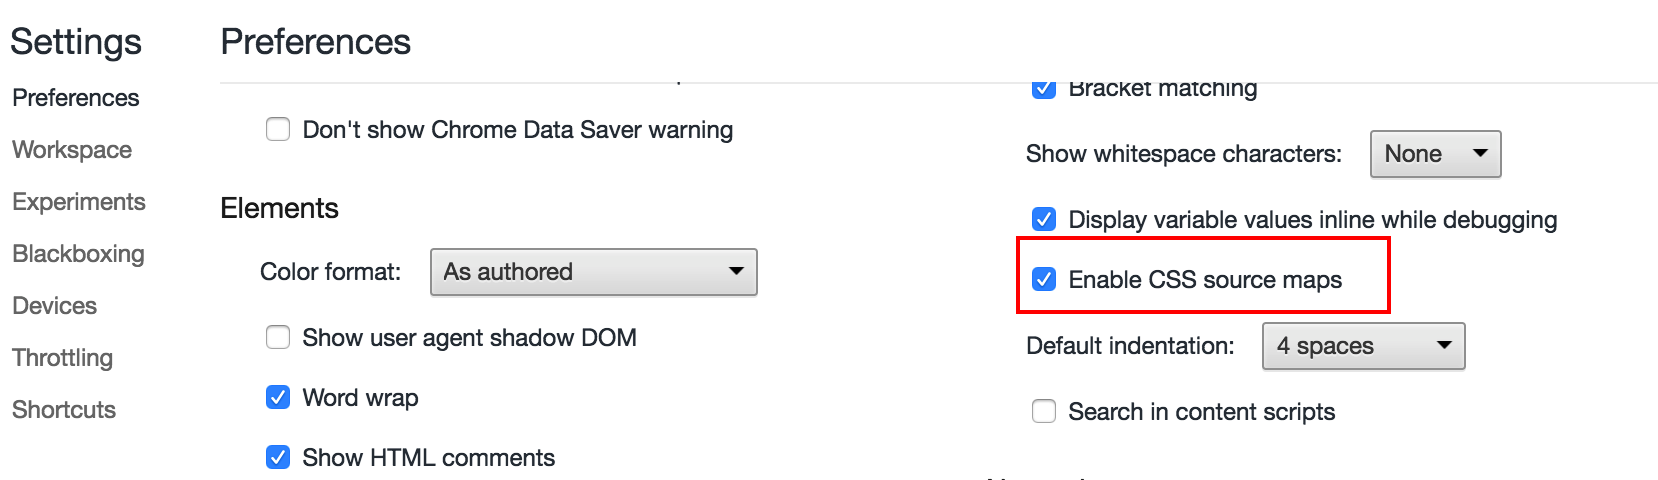 Settings
Preferences
Workspace
Experiments
Blackboxing
Devices
Throttling
Shortcuts
Preferences
Don't show Chrome Data Saver warning
Elements
Color format: As authored
Show user agent shadow DOM
Word wrap
Show HTML comments
Bracket matching
Show whitespace characters: None
Display variable values inline while debugging
Enable CSS source maps
Default indentation: 4 spaces
Search in content scripts